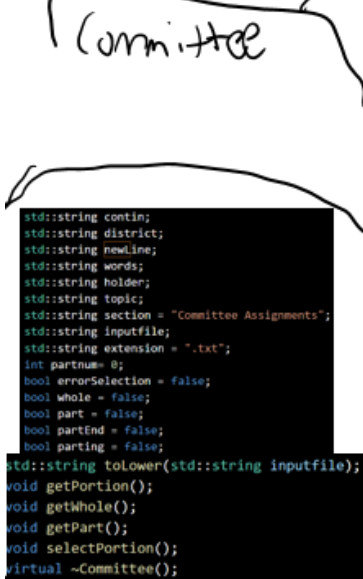 Committee
std::string contin;
std::string district;
std::string newLine;
std::string words;
std::string holder;
std::string topic;
std::string section = "Committee Assignments";
std::string inputfile;
std::string extension = ".txt";
int partnum= 0;
bool errorSelection = false;
bool whole = false;
bool part = false;
bool partEnd = false;
bool parting = false;
std::string toLower(std::string inputfile);
void getPortion();
void getWhole();
void getPart();
void selectPortion();
virtual ~Committee();